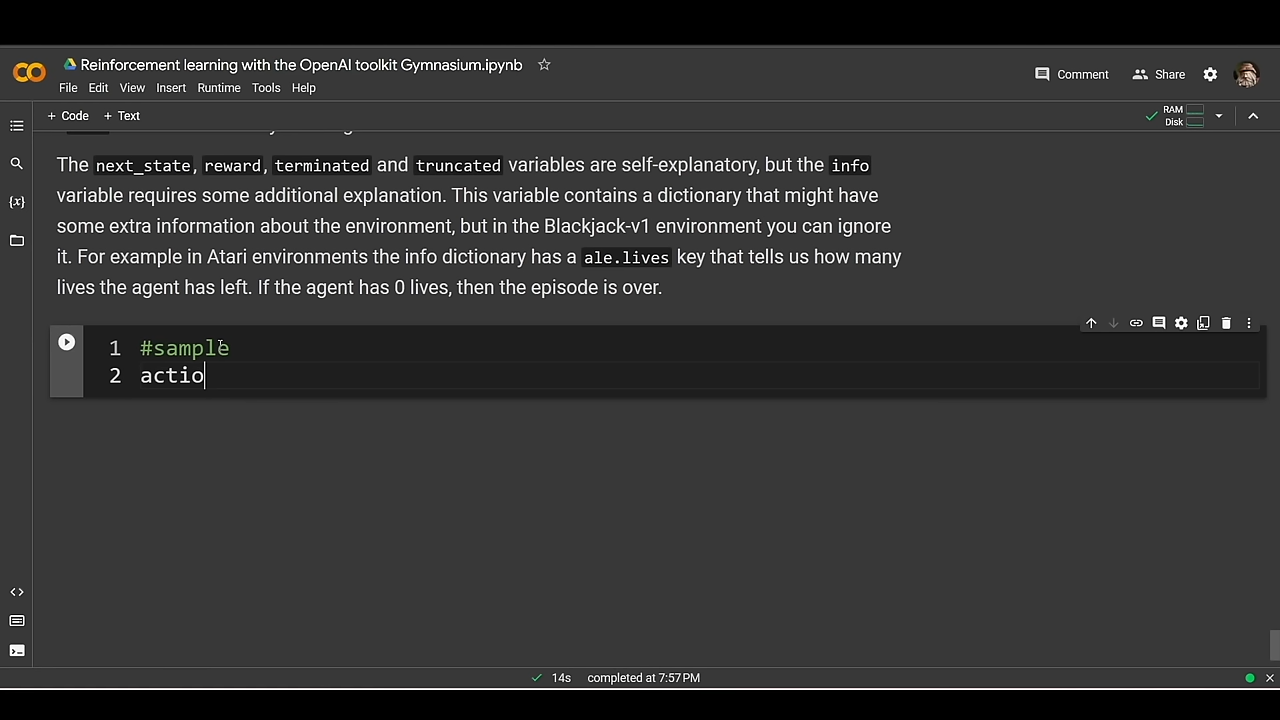 Reinforcement learning with the OpenAI toolkit Gymnasium.ipynb
Comment
Share
File Edit View Insert Runtime Tools Help
+ Code + Text
RAM
Disk
The next_state, reward, terminated and truncated variables are self-explanatory, but the info
variable requires some additional explanation. This variable contains a dictionary that might have
some extra information about the environment, but in the Blackjack-v1 environment you can ignore
it. For example in Atari environments the info dictionary has a ale.lives key that tells us how many
lives the agent has left. If the agent has 0 lives, then the episode is over.
1 #sample
2 actio
14s completed at 7:57 PM